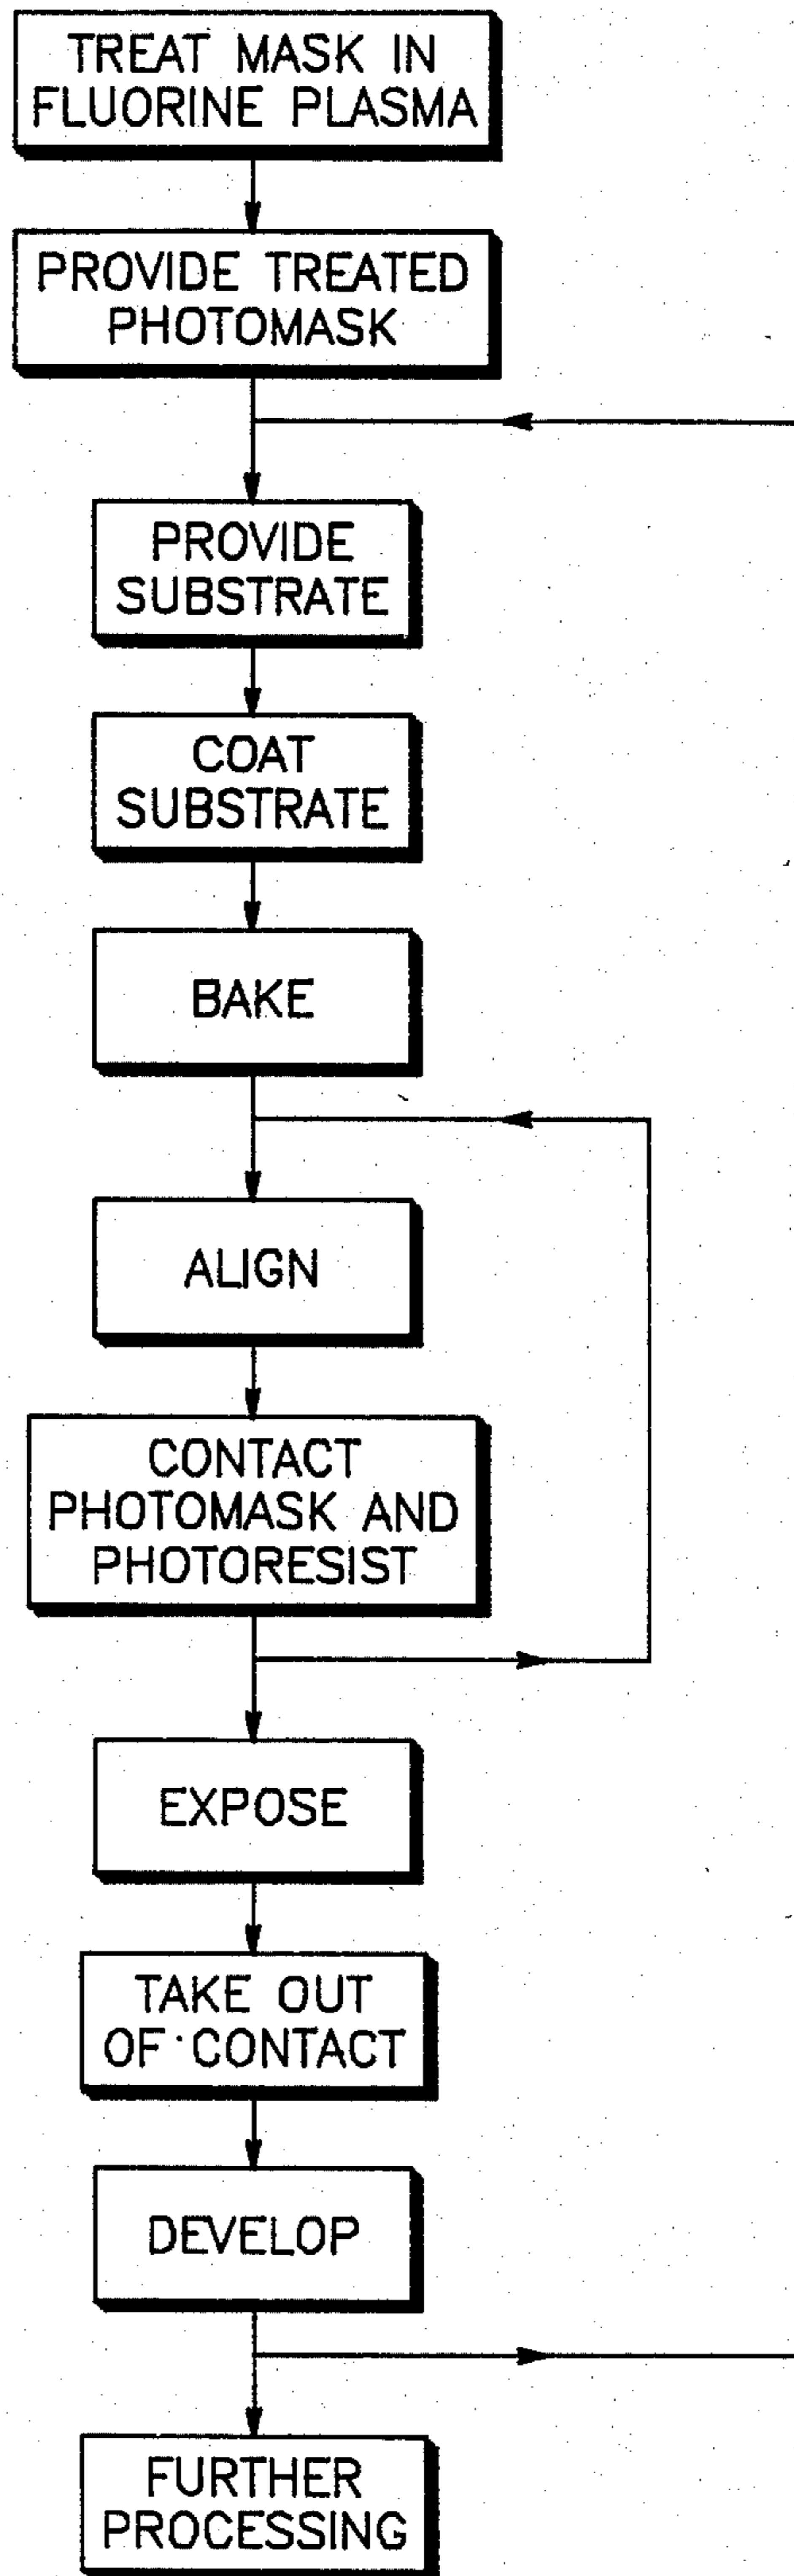 TREAT MASK IN
FLUORINE PLASMA
PROVIDE TREATED
PHOTOMASK
PROVIDE
SUBSTRATE
COAT
SUBSTRATE
BAKE
ALIGN
CONTACT
PHOTOMASK AND
PHOTORESIST
EXPOSE
TAKE OUT
OF CONTACT
DEVELOP
FURTHER
PROCESSING